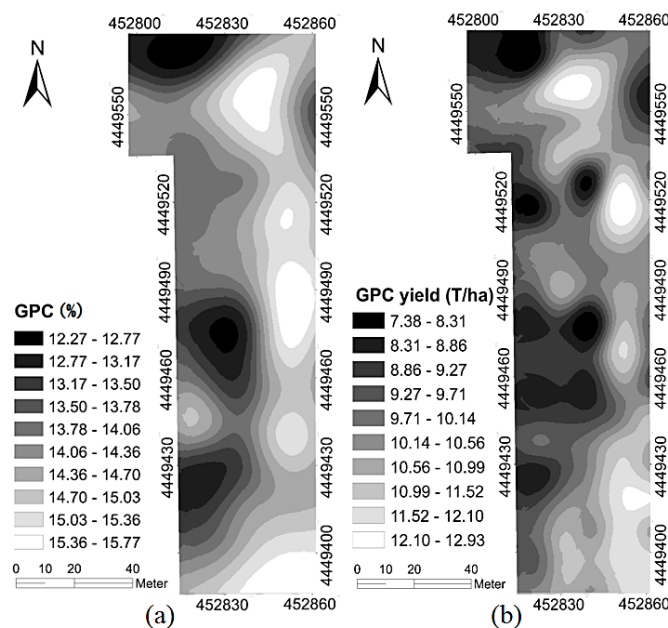 452800 452830 452860
N
4449550
4449550
4449520
4449490
4449460
4449430
4449400
GPC (%)
12.27 - 12.77
12.77 - 13.17
13.17 - 13.50
13.50 - 13.78
13.78 - 14.06
14.06 - 14.36
14.36 - 14.70
14.70 - 15.03
15.03 - 15.36
15.36 - 15.77
0 20 40
Meter
452830 452860
(a)
452800 452830 452860
N
4449550
4449550
4449520
4449520
4449490
4449490
4449460
4449460
4449430
4449430
4449400
4449400
GPC yield (T/ha)
7.38 - 8.31
8.31 - 8.86
8.86 - 9.27
9.27 - 9.71
9.71 - 10.14
10.14 - 10.56
10.56 - 10.99
10.99 - 11.52
11.52 - 12.10
12.10 - 12.93
0 20 40
Meter
452830 452860
(b)